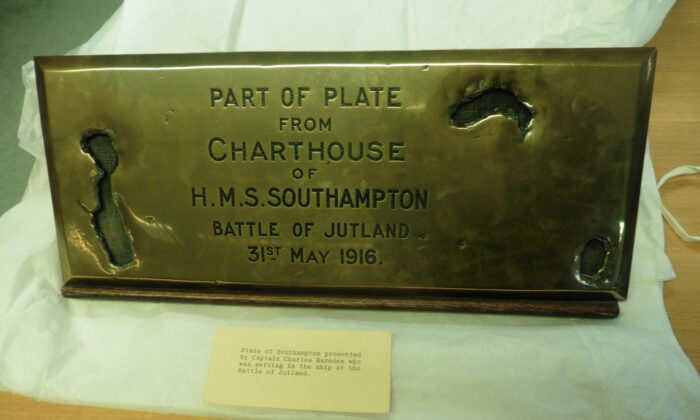 PART OF PLATE
FROM
CHARTHOUSE
OF
H.M.S. SOUTHAMPTON
BATTLE OF JUTLAND
31ST MAY 1916.
Plate of Southampton presented
by Captain Charles Marsden who
was serving in the ship at the
Battle of Jutland.